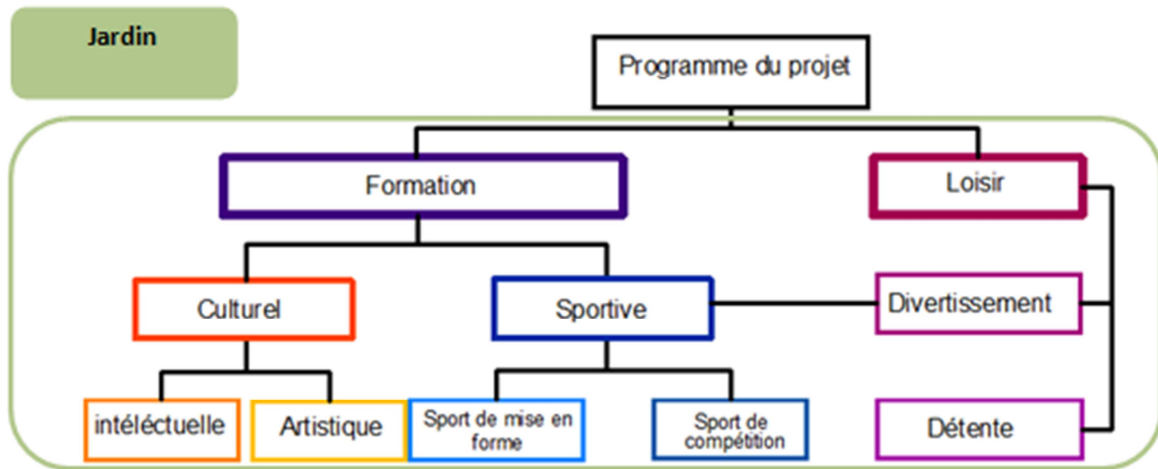 Jardin
Programme du projet
Formation
Loisir
Culturel
Sportive
Divertissement
intéléctuelle
Artistique
Sport de mise en
forme
Sport de
compétition
Détente